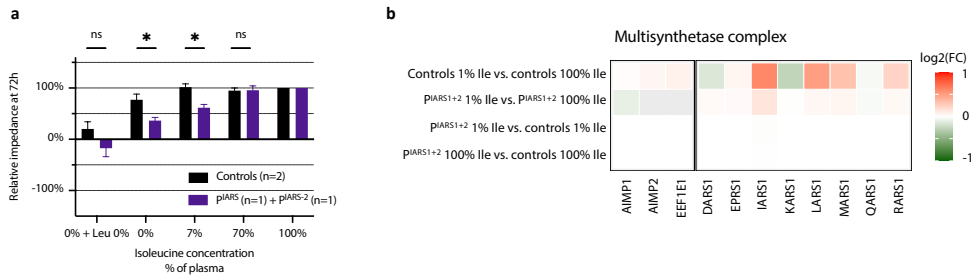 a
ns * * ns
Relative impedance at 72h
100%
0%
-100%
Controls (n=2)
PIARS (n=1) + PIARS-2 (n=1)
0% + Leu 0% 0% 7% 70% 100%
Isoleucine concentration
% of plasma
b
Multisynthetase complex
Controls 1% Ile vs. controls 100% Ile
PIARS1+2 1% Ile vs. PIARS1+2 100% Ile
PIARS1+2 1% Ile vs. controls 1% Ile
PIARS1+2 100% Ile vs. controls 100% Ile
AIMP1
AIMP2
EEF1E1
DARS1
EPRS1
IARS1
KARS1
LARS1
MARS1
QARS1
RARS1
log2(FC)
1
0
-1